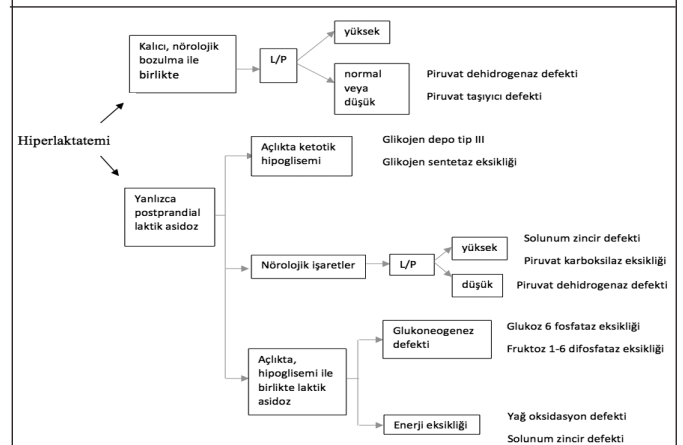 yüksek
Kalıcı, nörolojik
bozulma ile
birlikte
L/P
normal
veya
düşük
Piruvat dehidrogenaz defekti
Piruvat taşıyıcı defekti
Hiperlaktatemi
Açlıkta ketotik
hipoglisemi
Glikojen depo tip III
Glikojen sentetaz eksikliği
Yanlızca
postprandial
laktik asidoz
Nörolojik işaretler
L/P
yüksek
Solunum zincir defekti
Piruvat karboksilaz eksikliği
düşük
Piruvat dehidrogenaz defekti
Açlıkta,
hipoglisemi ile
birlikte laktik
asidoz
Glukoneogenez
defekti
Glukoz 6 fosfataz eksikliği
Fruktoz 1-6 difosfataz eksikliği
Enerji eksikliği
Yağ oksidasyon defekti
Solunum zincir defekti